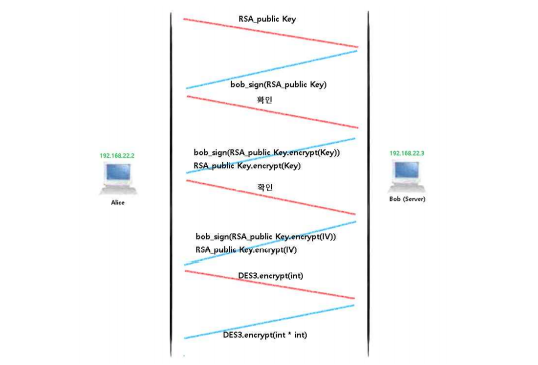 RSA_public Key
bob_sign(RSA_public Key)
확인
bob_sign(RSA_public Key.encrypt(Key))
RSA_public Key.encrypt(Key)
192.168.22.2
Alice
192.168.22.3
Bob (Server)
확인
bob_sign(RSA_public Key.encrypt(IV))
RSA_public Key.encrypt(IV)
DES3.encrypt(int)
DES3.encrypt(int * int)